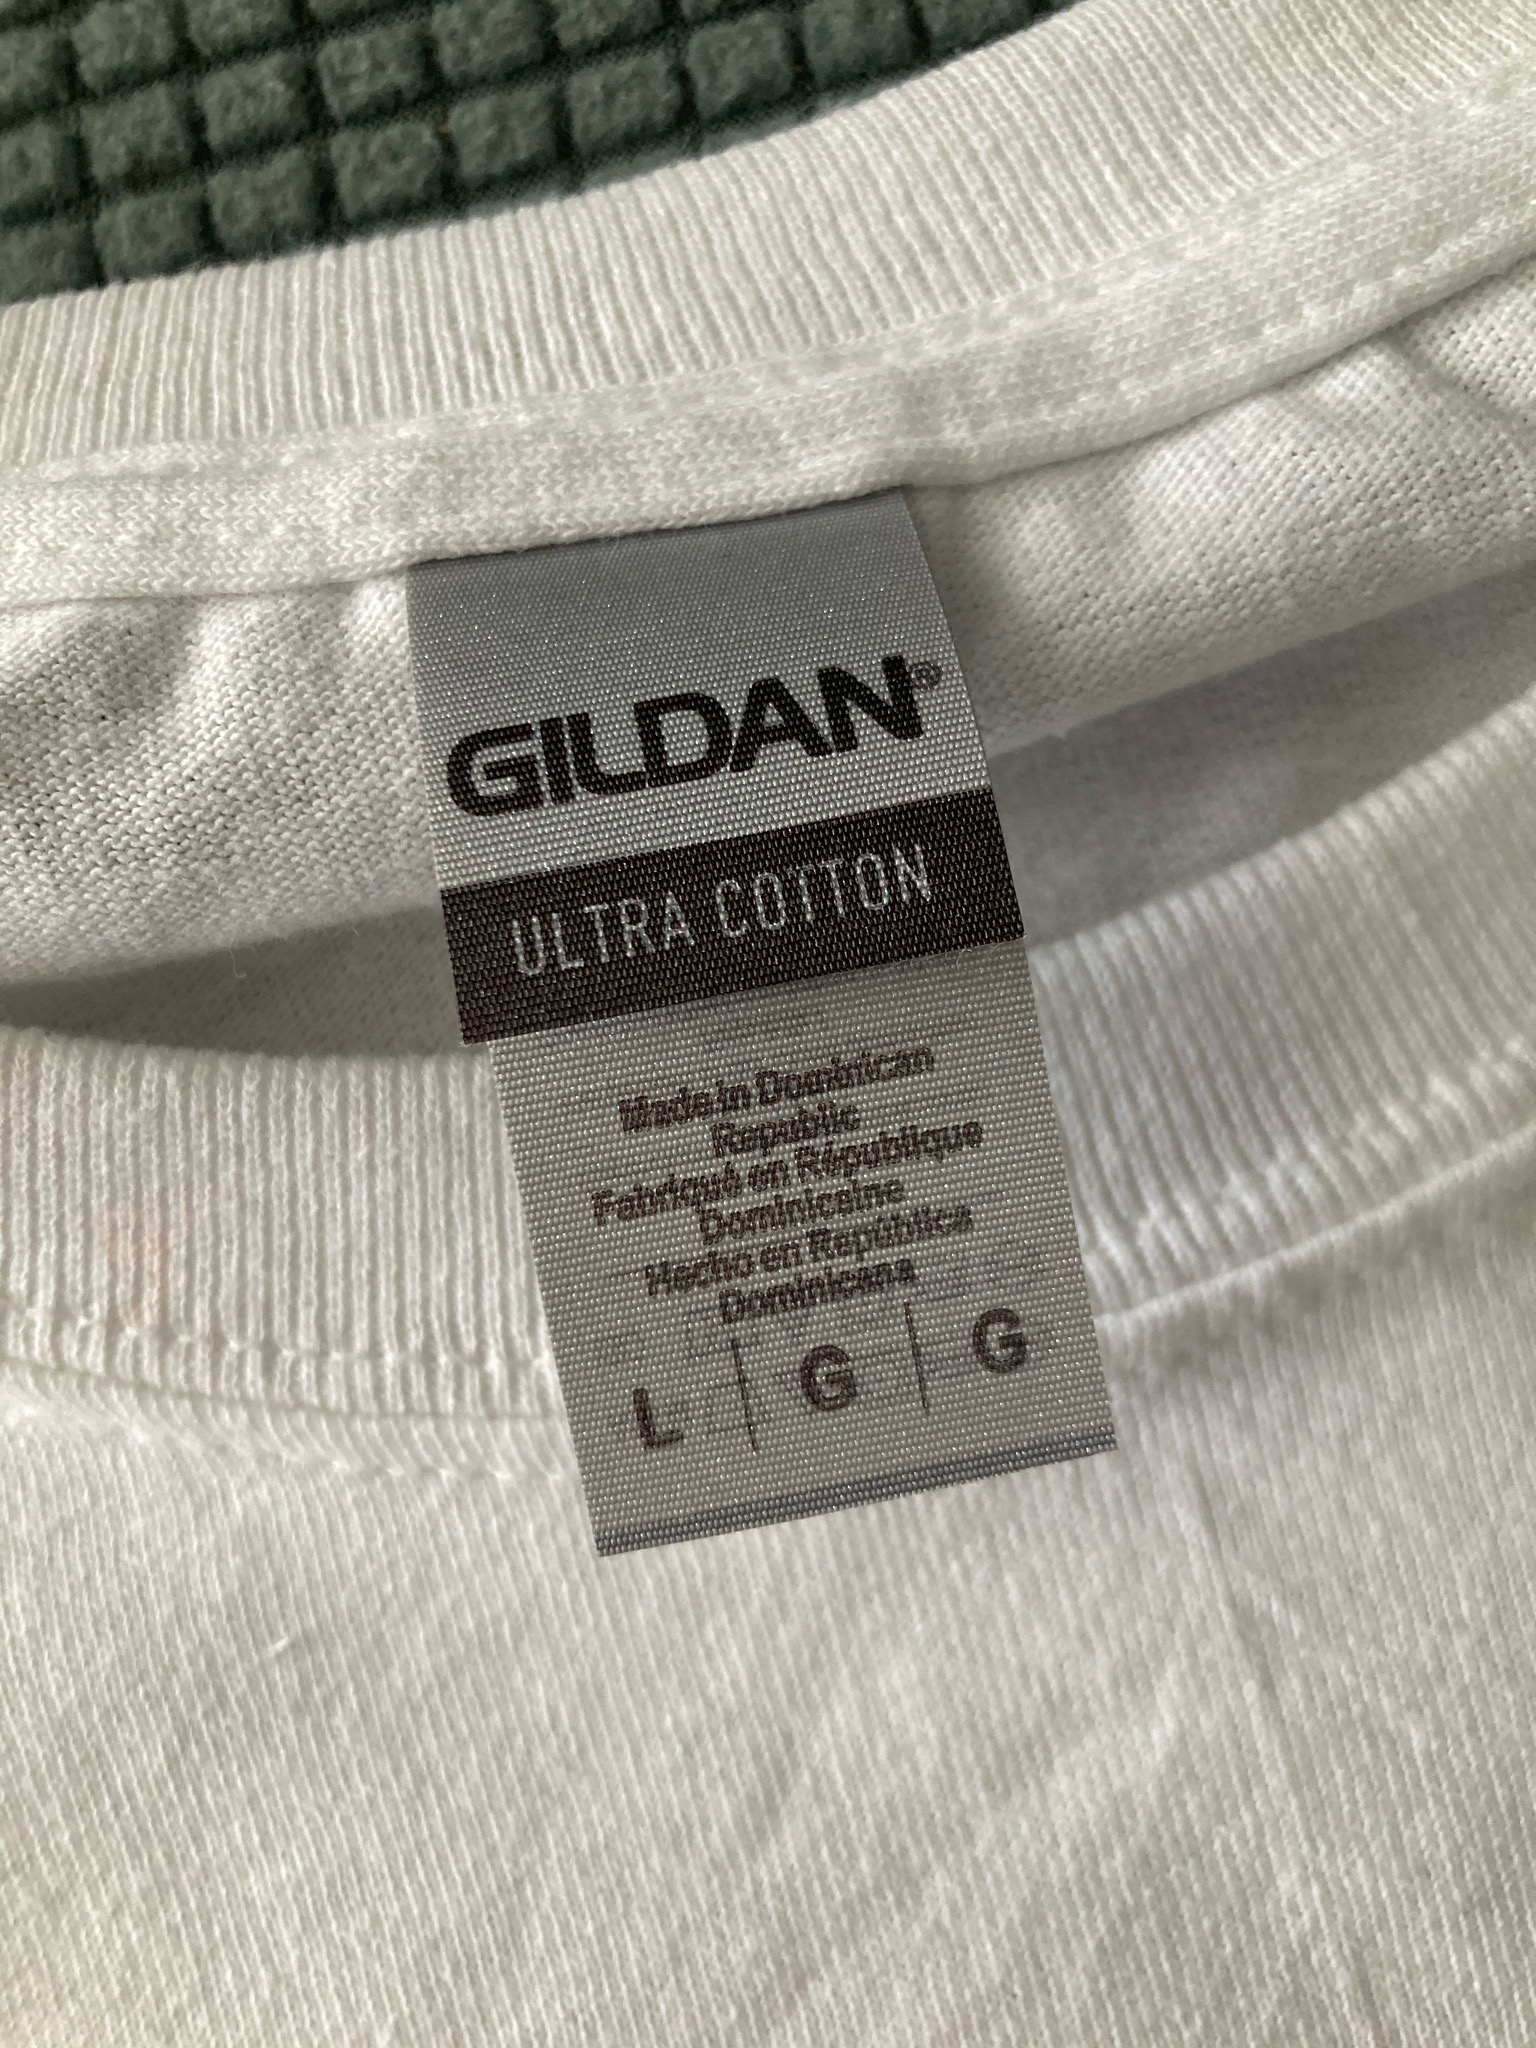 GILDAN®
ULTRA COTTON
Made in Dominican
Republic
Fabriqué en République
Dominicaine
Hecho en República
Dominicana
L | G | G